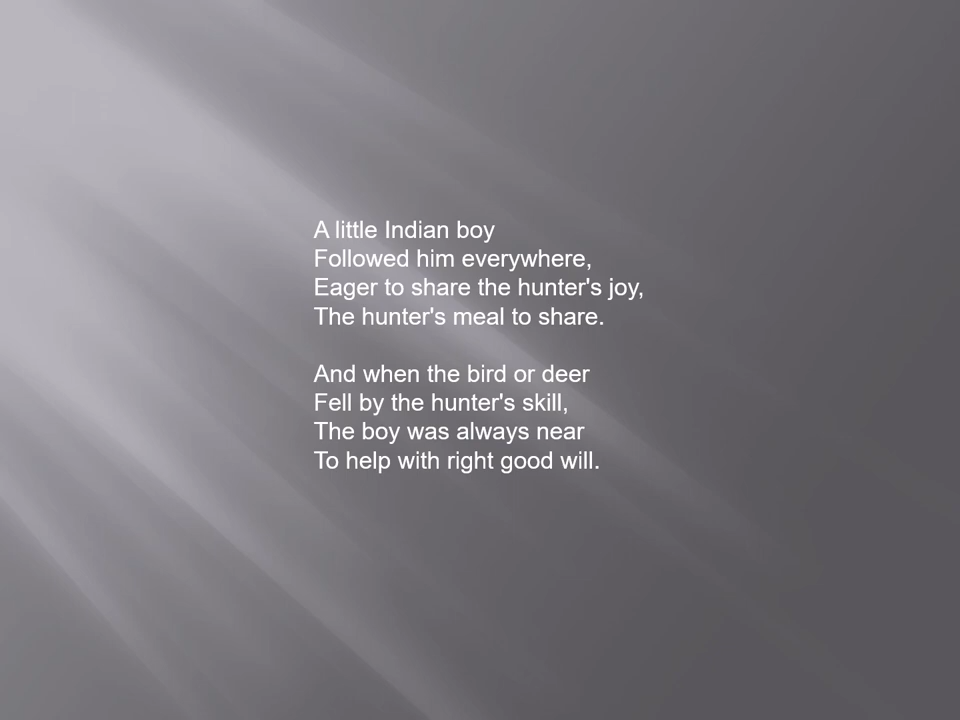 A little Indian boy
Followed him everywhere,
Eager to share the hunter's joy,
The hunter's meal to share.

And when the bird or deer
Fell by the hunter's skill,
The boy was always near
To help with right good will.